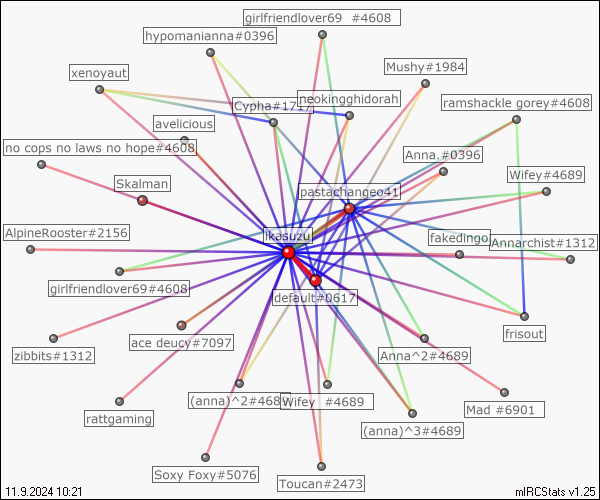 girlfriendlover69 #4608
hypomanianna#0396
Mushy#1984
xenoyaut
Cypha#1717
neokingghidorah
ramshackle gorey#4608
avelicious
no cops no laws no hope#4608
Anna.#0396
Skalman
pastachangeo41
Wifey#4689
AlpineRooster#2156
ikasuzu
fakedingo
Annarchist#1312
girlfriendlover69#4608
default#0617
frisout
zibbits#1312
ace deucy#7097
Anna^2#4689
rattgaming
(anna)^2#4689
Wifey #4689
Mad #6901
(anna)^3#4689
Soxy Foxy#5076
Toucan#2473
11.9.2024 10:21
mIRCStats v1.25